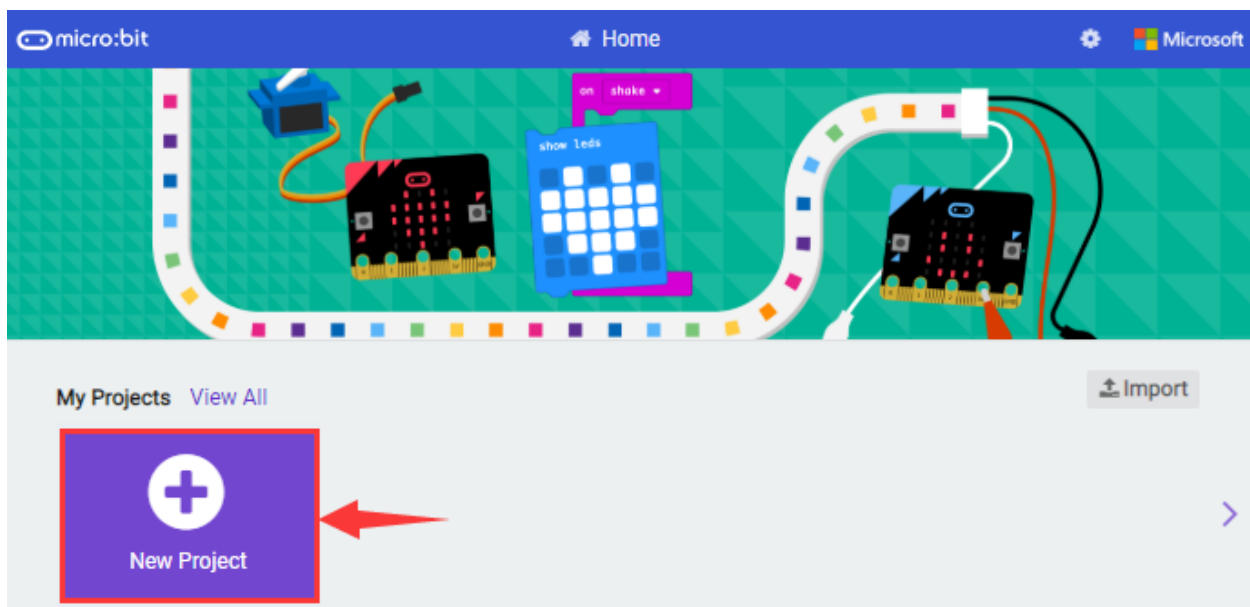 micro:bit
Home
Microsoft
on shake
show leds
My Projects View All
Import
New Project